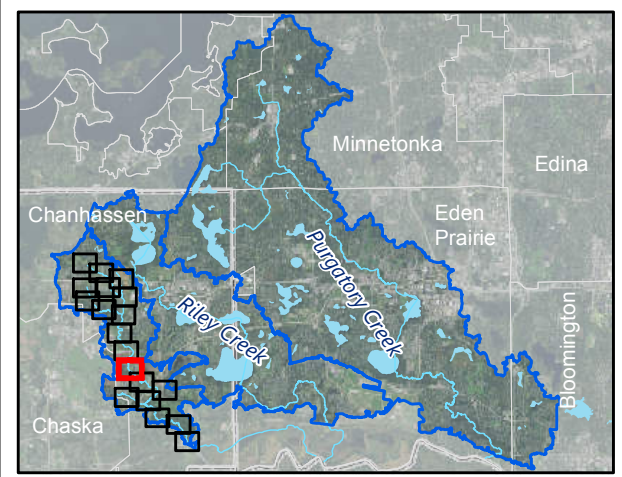 Minnetonka
Edina
Chanhassen
Eden
Prairie
Purgatory Creek
Riley Creek
Bloomington
Chaska